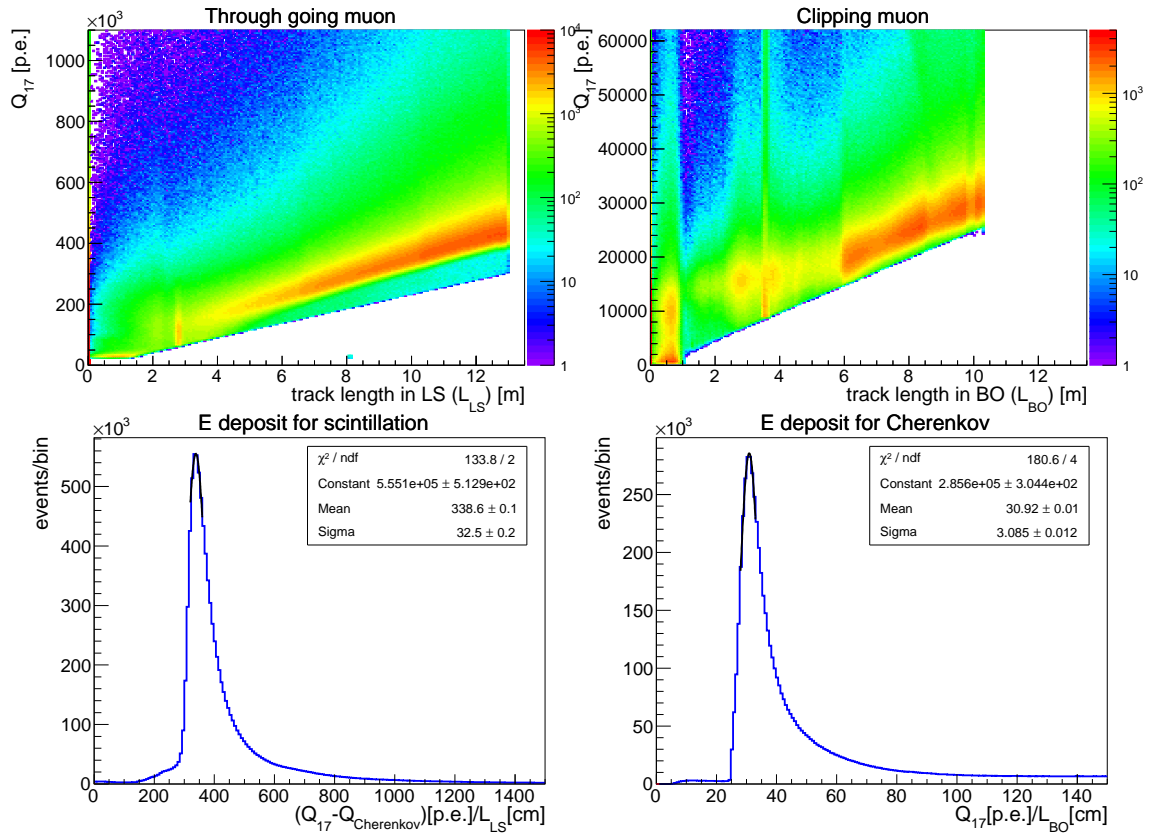 Through going muon
×10³
Q₁₇ [p.e.]
1000
800
600
400
200
0
0 2 4 6 8 10 12
track length in LS (L_LS) [m]
10⁴
10³
10²
10
1
Clipping muon
Q₁₇ [p.e.]
60000
50000
40000
30000
20000
10000
0
0 2 4 6 8 10 12
track length in BO (L_BO) [m]
10³
10²
10
1
E deposit for scintillation
×10³
events/bin
500
400
300
200
100
0
0 200 400 600 800 1000 1200 1400
(Q₁₇-Q_Cherenkov)[p.e.]/L_LS[cm]
χ² / ndf 133.8 / 2
Constant 5.551e+05 ± 5.129e+02
Mean 338.6 ± 0.1
Sigma 32.5 ± 0.2
E deposit for Cherenkov
×10³
events/bin
250
200
150
100
50
0
0 20 40 60 80 100 120 140
Q₁₇[p.e.]/L_BO[cm]
χ² / ndf 180.6 / 4
Constant 2.856e+05 ± 3.044e+02
Mean 30.92 ± 0.01
Sigma 3.085 ± 0.012